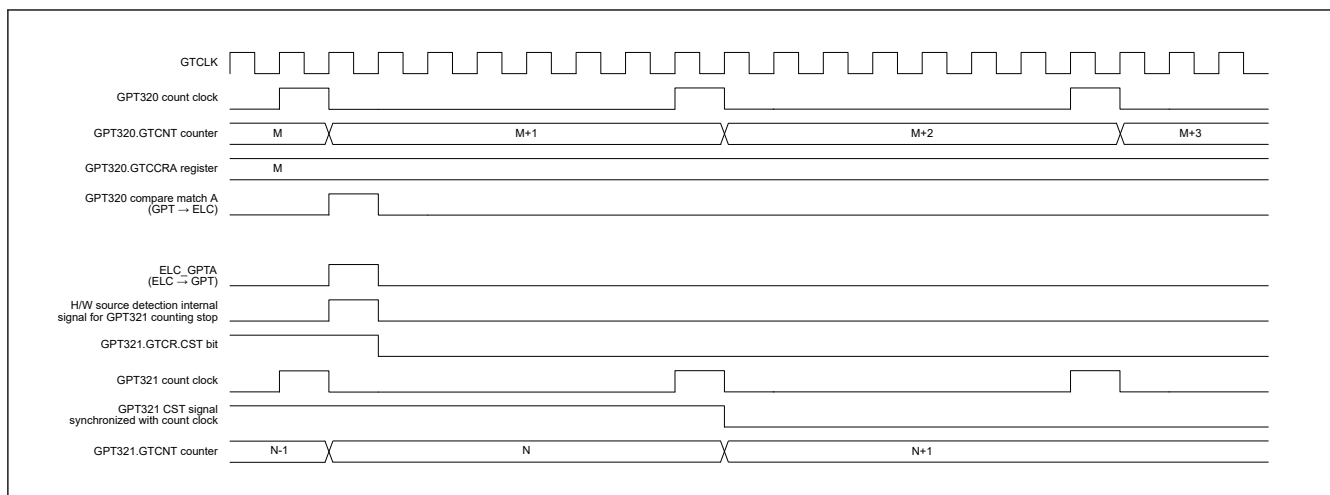 GTCLK
GPT320 count clock
GPT320.GTCNT counter
M
M+1
M+2
M+3
GPT320.GTCCRA register
M
GPT320 compare match A
(GPT → ELC)
ELC_GPTA
(ELC → GPT)
H/W source detection internal
signal for GPT321 counting stop
GPT321.GTCR.CST bit
GPT321 count clock
GPT321 CST signal
synchronized with count clock
GPT321.GTCNT counter
N-1
N
N+1